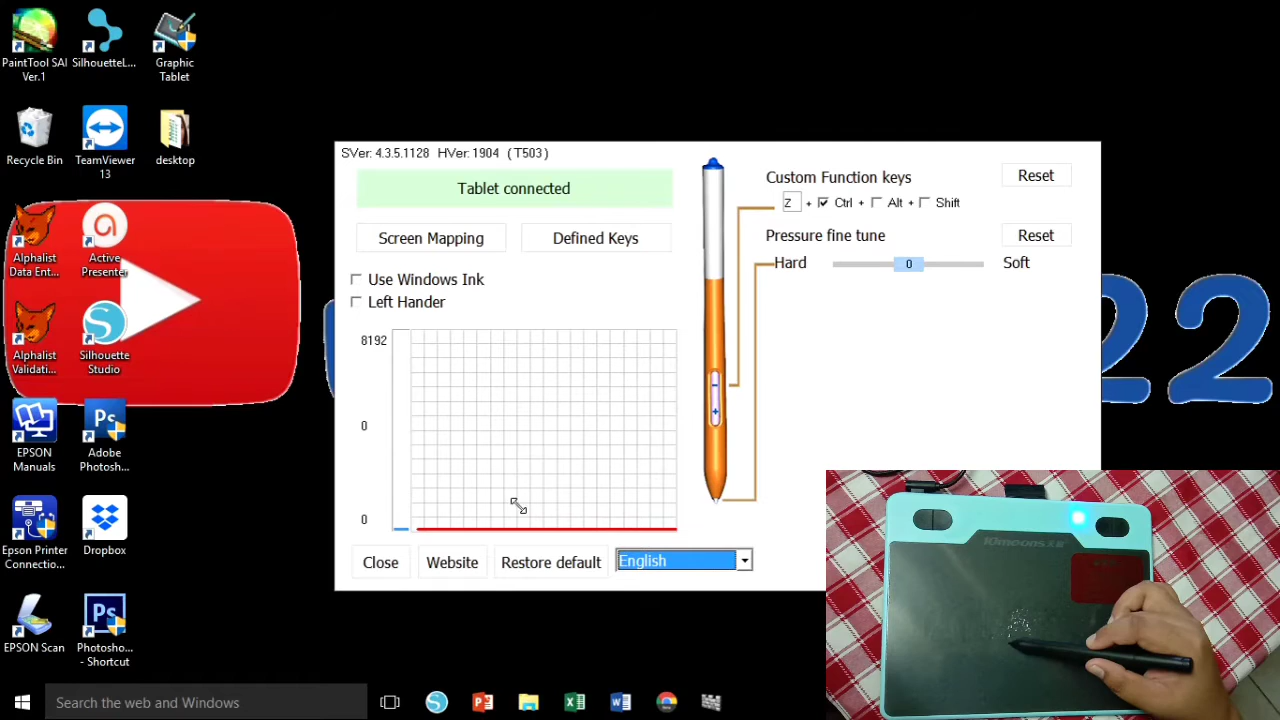 PaintTool SAI
Ver.1
SilhouetteL...
Graphic
Tablet
Recycle Bin
TeamViewer
13
desktop
Alphalist
Data Ent...
Active
Presenter
Alphalist
Validati...
Silhouette
Studio
EPSON
Manuals
Adobe
Photosh...
Epson Printer
Connectio...
Dropbox
EPSON Scan
Photosho...
- Shortcut
22
SVer: 4.3.5.1128 HVer: 1904 (T503)
Tablet connected
Screen Mapping
Defined Keys
Use Windows Ink
Left Hander
8192
0
0
Close
Website
Restore default
English
Custom Function keys
Reset
Z + Ctrl + Alt + Shift
Pressure fine tune
Reset
Hard
0
Soft
10moons
Search the web and Windows